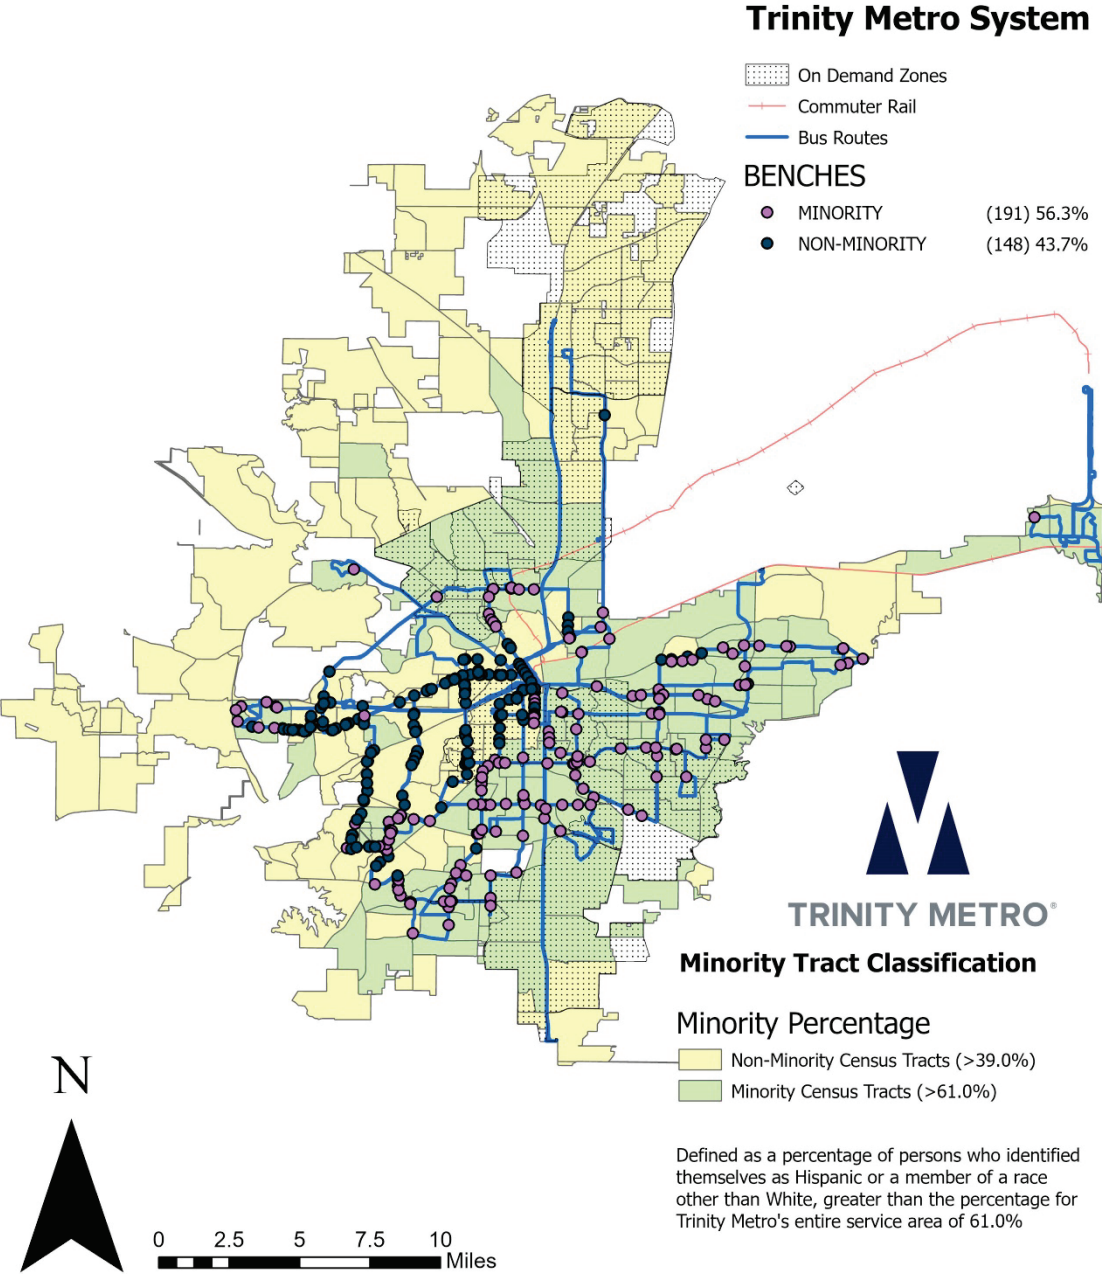 Trinity Metro System
On Demand Zones
Commuter Rail
Bus Routes
BENCHES
MINORITY (191) 56.3%
NON-MINORITY (148) 43.7%
TRINITY METRO®
Minority Tract Classification
Minority Percentage
Non-Minority Census Tracts (>39.0%)
Minority Census Tracts (>61.0%)
Defined as a percentage of persons who identified
themselves as Hispanic or a member of a race
other than White, greater than the percentage for
Trinity Metro's entire service area of 61.0%
N
0 2.5 5 7.5 10
Miles